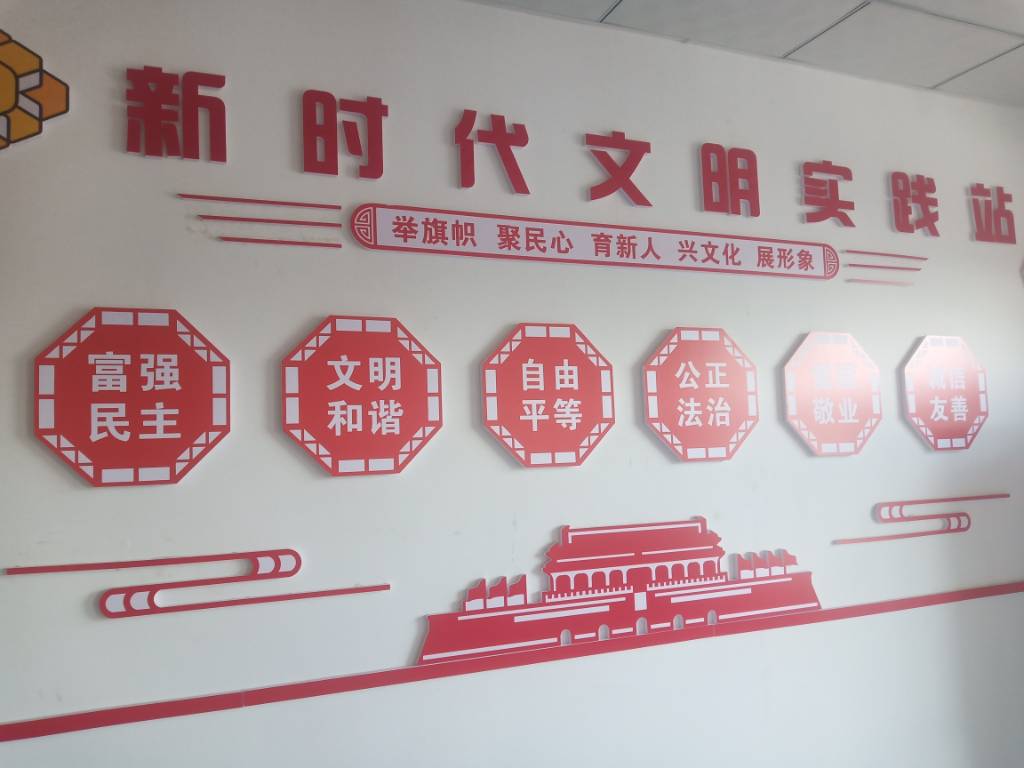 新时代文明实践站
举旗帜 聚民心 育新人 兴文化 展形象
富强
民主
文明
和谐
自由
平等
公正
法治
敬业
诚信
友善